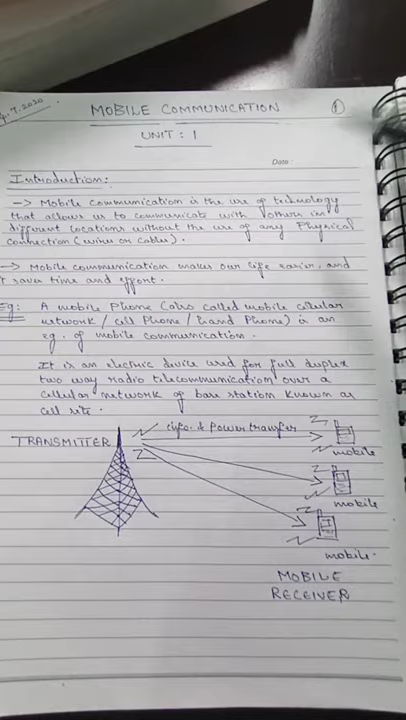 .7.2020
MOBILE COMMUNICATION
1
UNIT : 1
Date :
Introduction:
→ Mobile communication is the use of technology
that allows us to communicate with others in
different locations without the use of any Physical
connection (wires or cables).
→ Mobile communication makes our life easier, and
it saves time and effort.
Eg: A mobile Phone (also called mobile cellular
network / cell Phone / hand Phone) is an
eg. of mobile communication.
It is an electric device used for full duplex
two way radio telecommunication over a
cellular network of base station known as
cell site.
TRANSMITTER
info. & power transfer
mobile
mobile
mobile.
MOBILE
RECEIVER